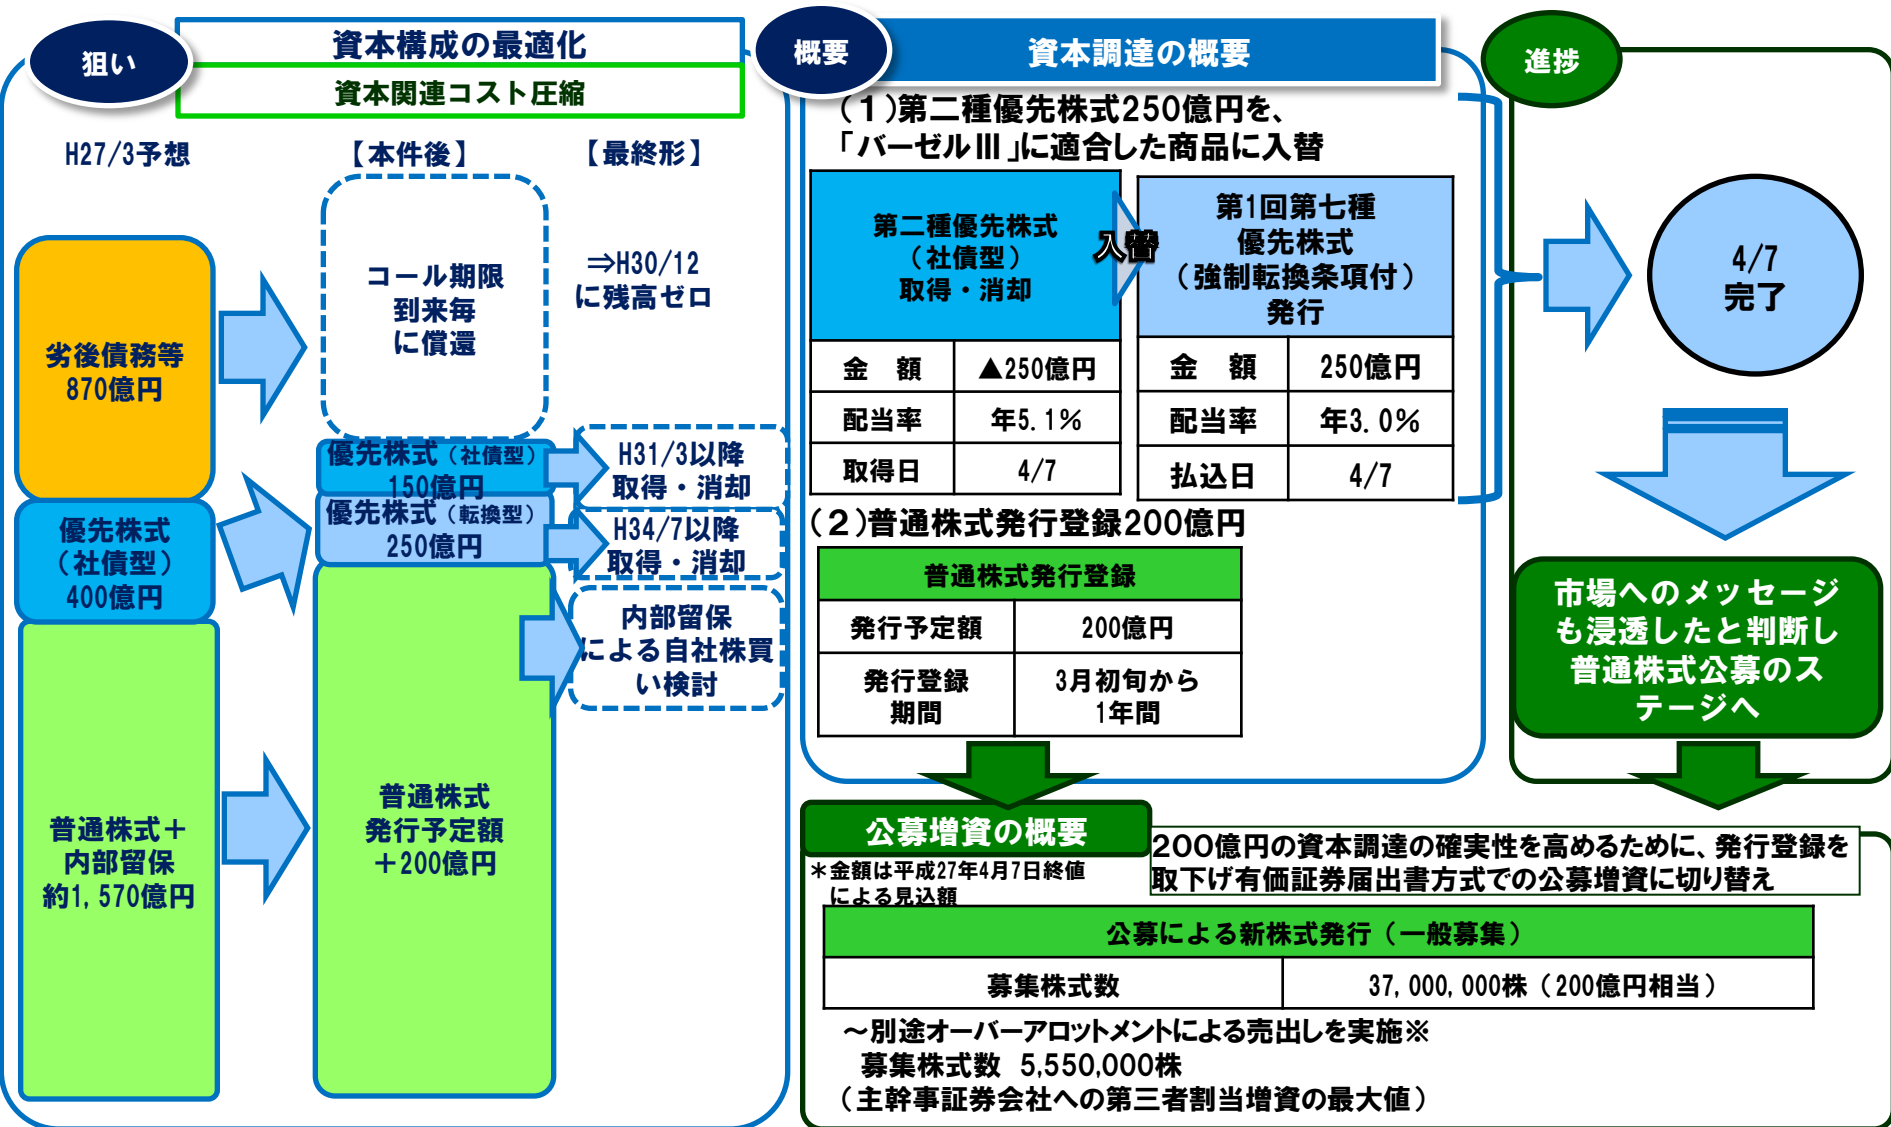 狙い
資本構成の最適化
資本関連コスト圧縮
H27/3予想
【本件後】
【最終形】
劣後債務等
870億円
優先株式
（社債型）
400億円
普通株式＋
内部留保
約1,570億円
コール期限
到来毎
に償還
優先株式（社債型）
150億円
優先株式（転換型）
250億円
普通株式
発行予定額
＋200億円
⇒H30/12
に残高ゼロ
H31/3以降
取得・消却
H34/7以降
取得・消却
内部留保
による自社株買
い検討
概要
資本調達の概要
（１）第二種優先株式250億円を、
「バーゼルⅢ」に適合した商品に入替
第二種優先株式
（社債型）
取得・消却
金　額
▲250億円
配当率
年5.1％
取得日
4/7
入替
第1回第七種
優先株式
（強制転換条項付）
発行
金　額
250億円
配当率
年3.0％
払込日
4/7
（２）普通株式発行登録200億円
普通株式発行登録
発行予定額
200億円
発行登録
期間
3月初旬から
1年間
進捗
4/7
完了
市場へのメッセージ
も浸透したと判断し
普通株式公募のス
テージへ
公募増資の概要
＊金額は平成27年4月7日終値
による見込額
200億円の資本調達の確実性を高めるために、発行登録を
取下げ有価証券届出書方式での公募増資に切り替え
公募による新株式発行（一般募集）
募集株式数
37,000,000株（200億円相当）
～別途オーバーアロットメントによる売出しを実施※
募集株式数 5,550,000株
（主幹事証券会社への第三者割当増資の最大値）